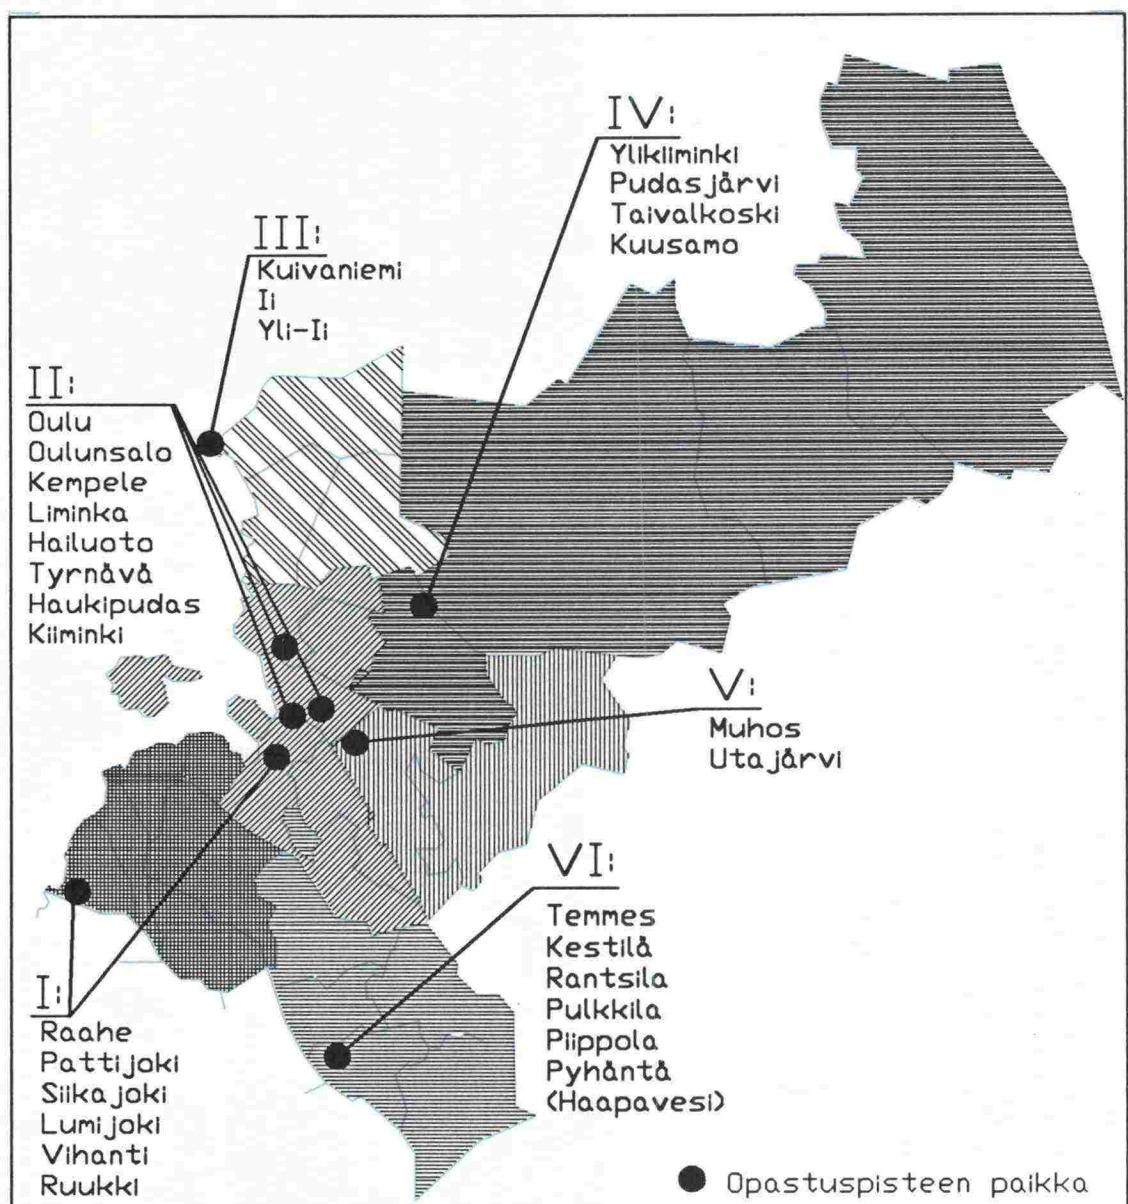 IV:
Ylikiiminki
Pudasjärvi
Taivalkoski
Kuusamo
III:
Kuivaniemi
Ii
Yli-Ii
II:
Oulu
Oulunsalo
Kempele
Liminka
Hailuoto
Tyrnävä
Haukipudas
Kiiminki
V:
Muhos
Utajärvi
VI:
Temmes
Kestilä
Rantsila
Pulkkila
Piippola
Pyhäntä
(Haapavesi)
I:
Raahe
Pattijoki
Siikajoki
Lumijoki
Vihanti
Ruukki
Opastuspisteen paikka